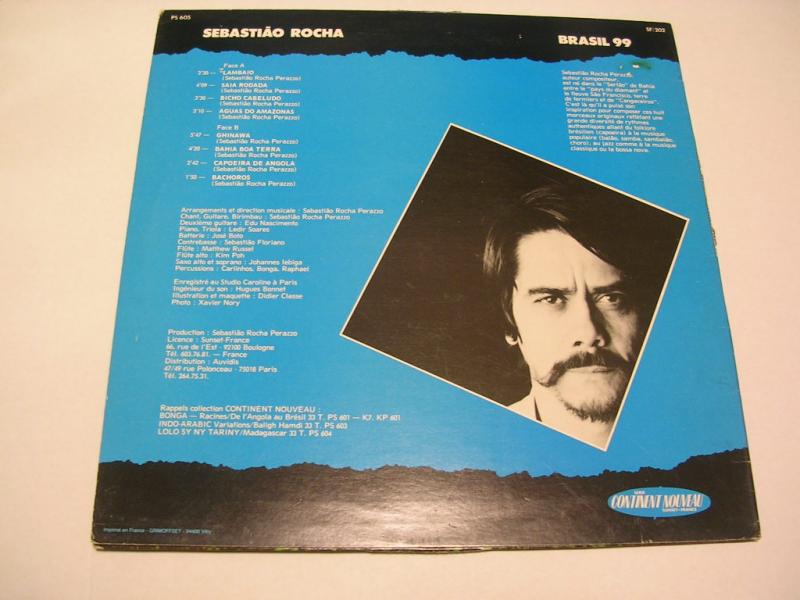 PS 605
SF/202
SEBASTIÃO ROCHA
BRASIL 99
Face A
2'30 — LAMBAIO
(Sebastião Rocha Perazzo)
4'09 — SAIA RODADA
(Sebastião Rocha Perazzo)
3'30 — BICHO CABELUDO
(Sebastião Rocha Perazzo)
3'10 — AGUAS DO AMAZONAS
(Sebastião Rocha Perazzo)
Face B
5'47 — GHINAWA
(Sebastião Rocha Perazzo)
4'20 — BAHIA BOA TERRA
(Sebastião Rocha Perazzo)
3'42 — CAPOEIRA DE ANGOLA
(Sebastião Rocha Perazzo)
1'30 — BACHOROS
(Sebastião Rocha Perazzo)
Sebastião Rocha Perazzo,
auteur compositeur,
est né dans le "Sertão" de Bahia
entre le "pays du diamant" et
le fleuve São Francisco, terre
de fermiers et de "Cangaceiros".
C'est là qu'il a puisé son
inspiration pour composer ces huit
morceaux originaux reflétant une
grande diversité de rythmes
authentiques allant du folklore
brésilien (capoeira) à la musique
populaire (baião, samba, sambalão,
choro), au jazz comme à la musique
classique ou la bossa nova.
Arrangements et direction musicale : Sebastião Rocha Perazzo
Chant, Guitare, Birimbau : Sebastião Rocha Perazzo
Deuxième guitare : Edu Nascimento
Piano, Triola : Ledir Soares
Batterie : José Boto
Contrebasse : Sebastião Floriano
Flûte : Matthew Russel
Flûte alto : Kim Poh
Saxo alto et soprano : Johannes Iebiga
Percussions : Carlinhos, Bonga, Raphael
Enregistré au Studio Caroline à Paris
Ingénieur du son : Hugues Bonnet
Illustration et maquette : Didier Classe
Photo : Xavier Nory
Production : Sebastião Rocha Perazzo
Licence : Sunset-France
66, rue de l'Est - 92100 Boulogne
Tél. 603.76.81. — France
Distribution : Auvidis
47/49 rue Polonceau - 75018 Paris
Tél. 264.75.31.
Rappels collection CONTINENT NOUVEAU :
BONGA — Racines/De l'Angola au Brésil 33 T. PS 601 — K7. KP 601
INDO-ARABIC Variations/Baligh Hamdi 33 T. PS 603
LOLO SY NY TARINY/Madagascar 33 T. PS 604
SÉRIE
CONTINENT NOUVEAU
SUNSET-FRANCE
Imprimé en France - GRIMOFFSET - 94400 Vitry